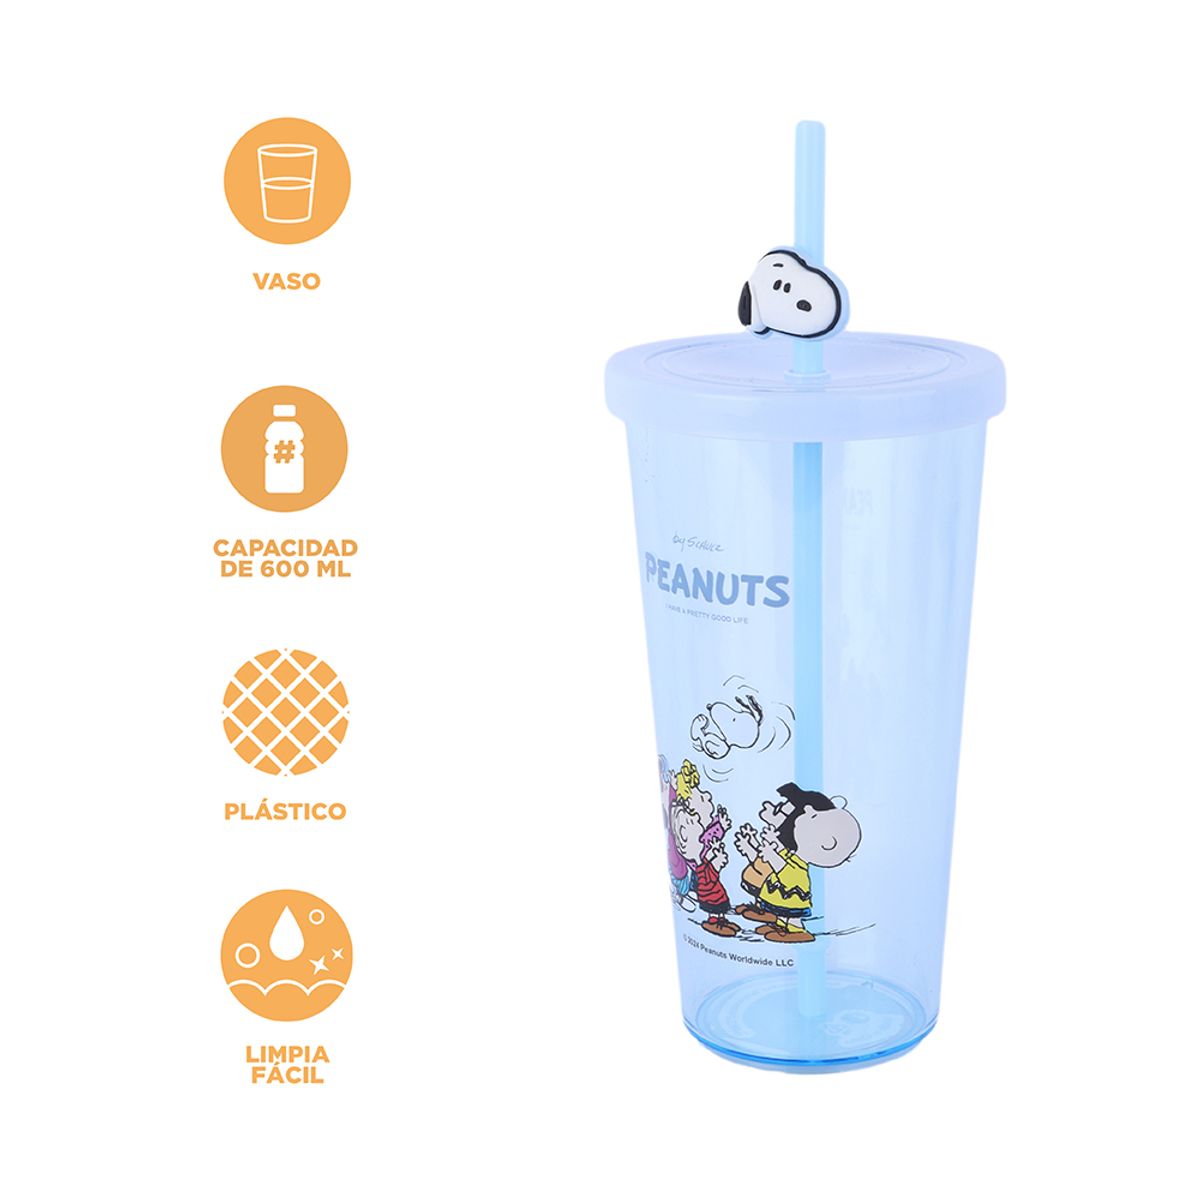 VASO
#
CAPACIDAD
DE 600 ML
PLÁSTICO
LIMPIA
FÁCIL
by SCHULZ
PEANUTS
I HAVE A PRETTY GOOD LIFE
© 2024 Peanuts Worldwide LLC